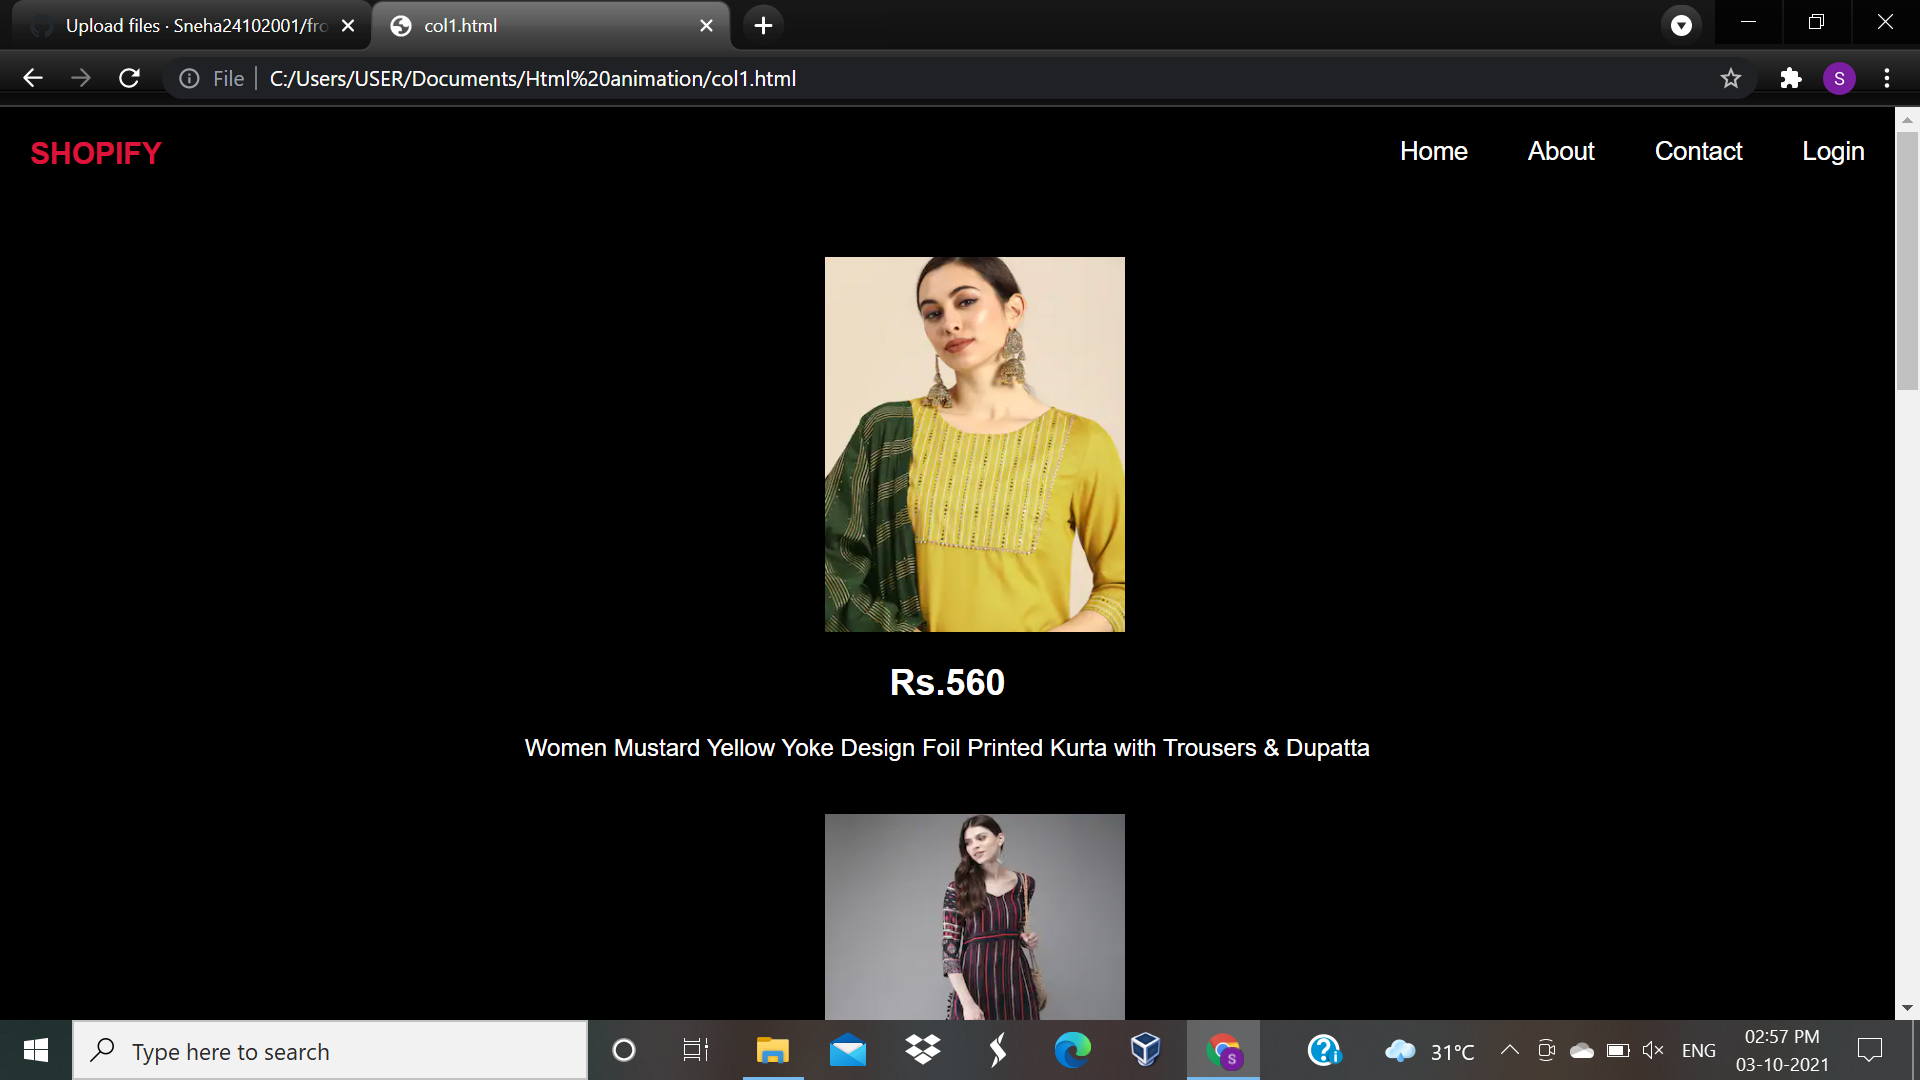 Upload files · Sneha24102001/fro
col1.html
File
C:/Users/USER/Documents/Html%20animation/col1.html
S
SHOPIFY
Home
About
Contact
Login
Rs.560
Women Mustard Yellow Yoke Design Foil Printed Kurta with Trousers & Dupatta
Type here to search
S
31°C
ENG
02:57 PM
03-10-2021